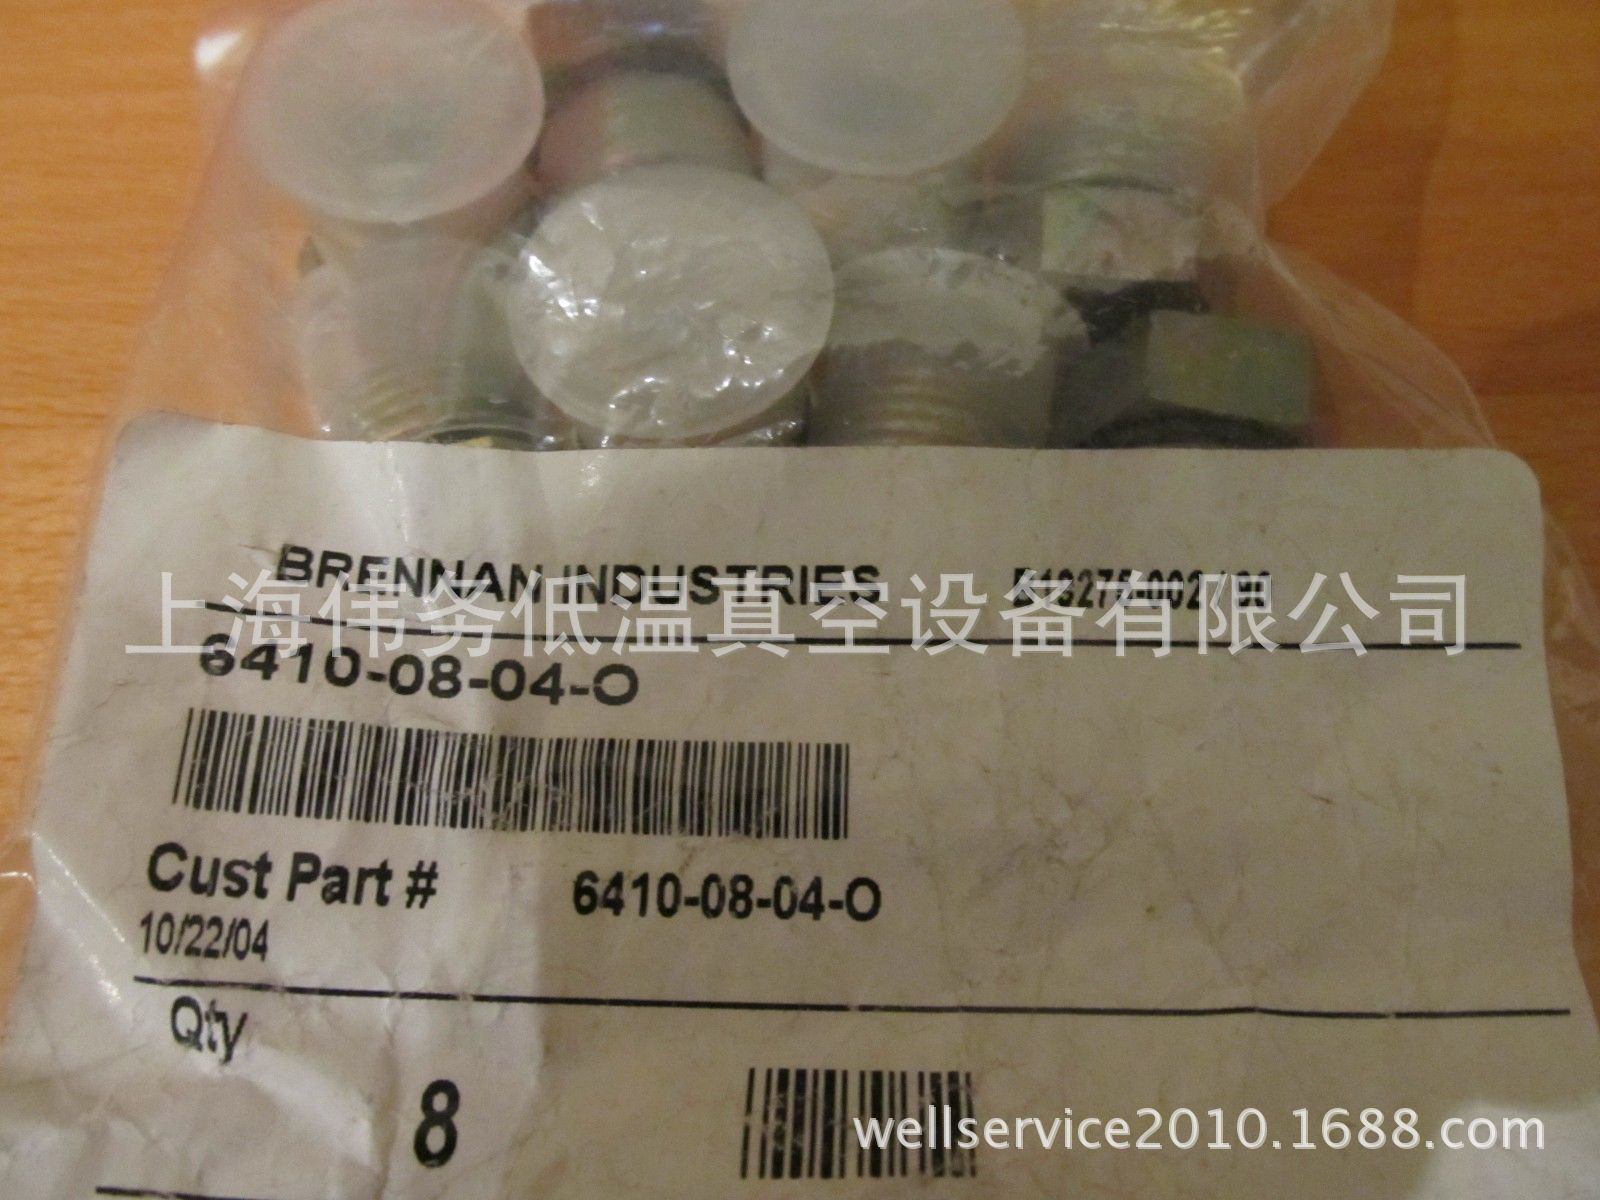 BRENNAN INDUSTRIES
上海伟务低温真空设备有限公司
6410-08-04-O
Cust Part # 6410-08-04-O
10/22/04
Qty
8
wellservice2010.1688.com